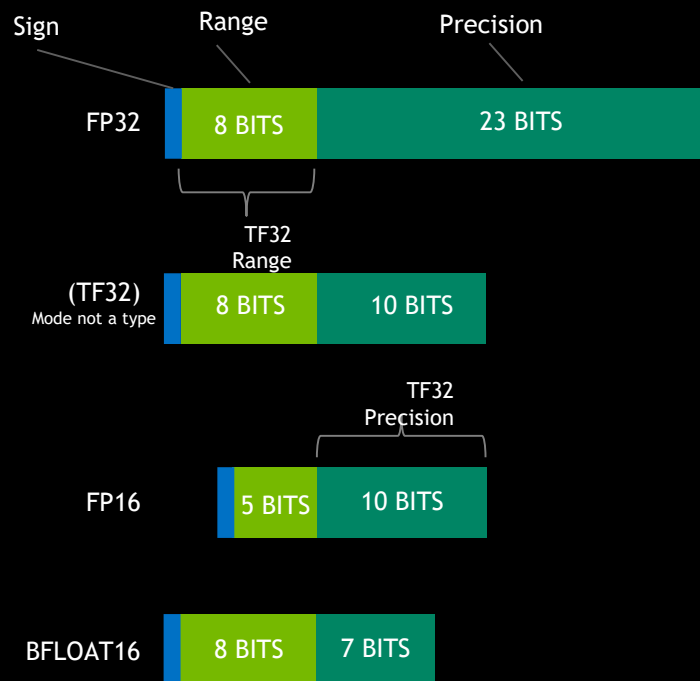 Sign
Range
Precision
FP32
8 BITS
23 BITS
TF32
Range
(TF32)
Mode not a type
8 BITS
10 BITS
TF32
Precision
FP16
5 BITS
10 BITS
BFLOAT16
8 BITS
7 BITS